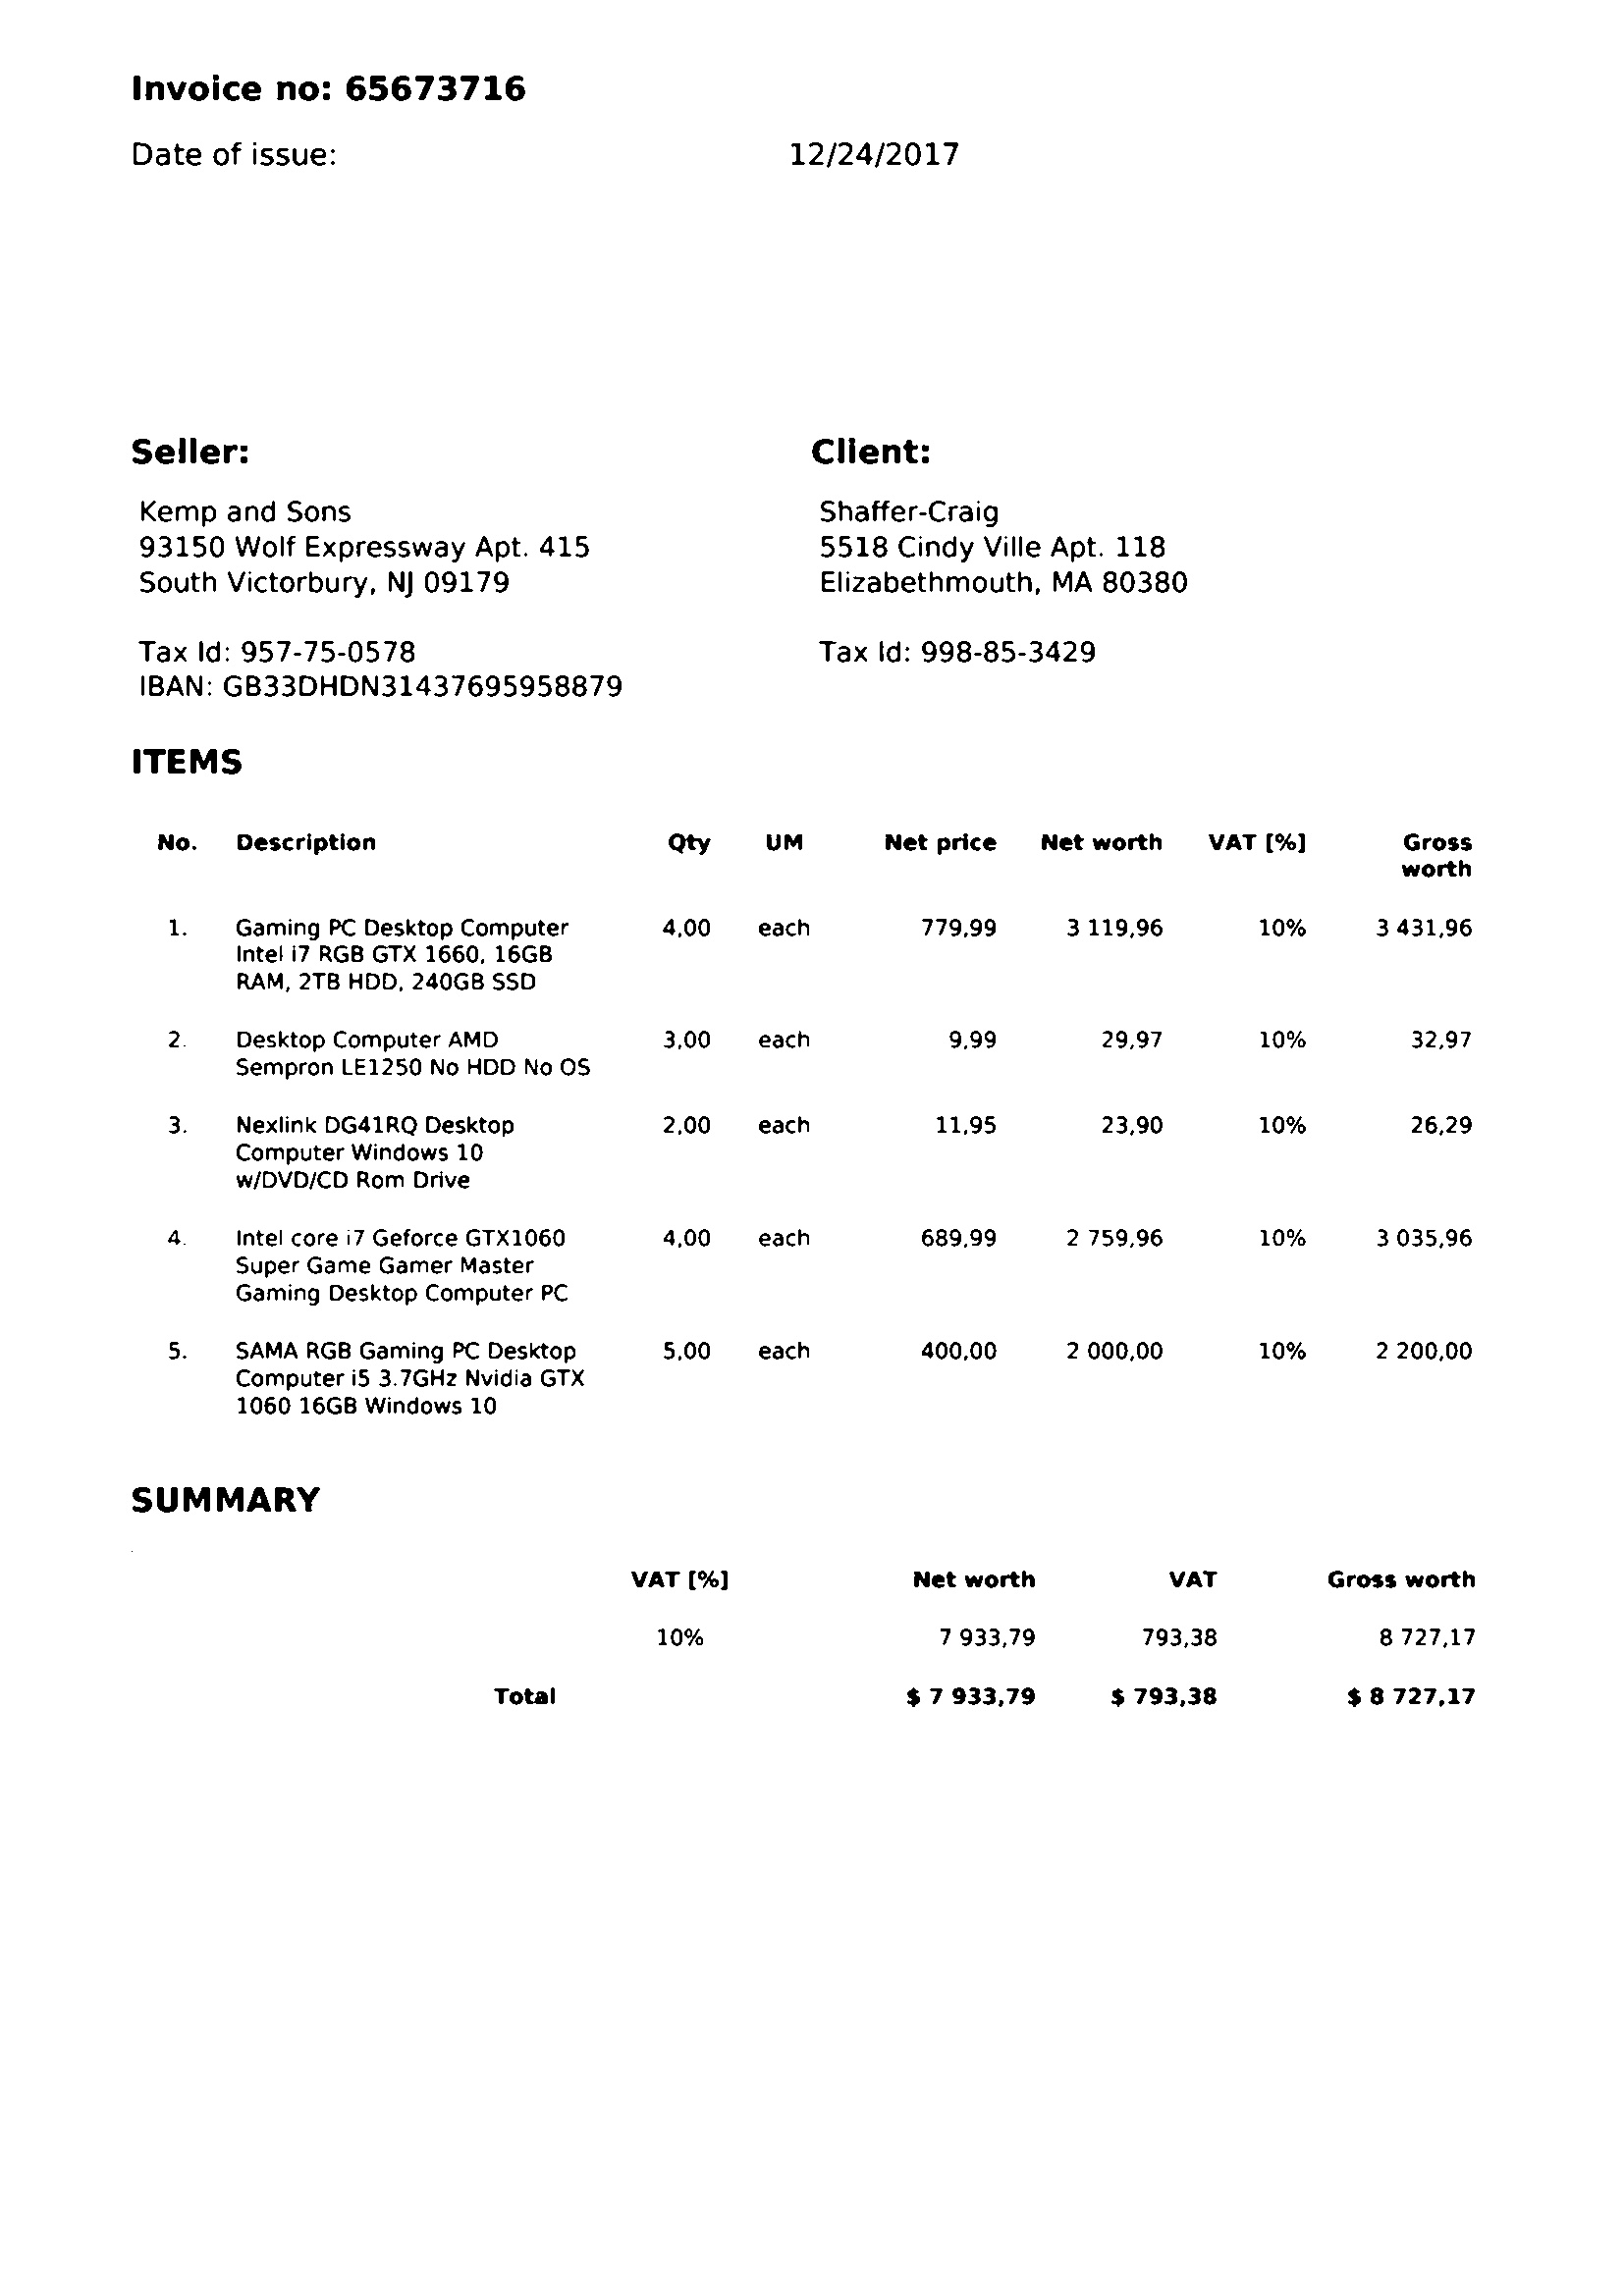 Invoice no: 65673716
Date of issue: 12/24/2017
Seller: Client:
Kemp and Sons Shaffer-Craig
93150 Wolf Expressway Apt. 415 5518 Cindy Ville Apt. 118
South Victorbury, NJ 09179 Elizabethmouth, MA 80380
Tax Id: 957-75-0578 Tax Id: 998-85-3429
IBAN: GB33DHDN31437695958879
ITEMS
No. Description Qty UM Net price Net worth VAT [%] Gross
worth
1. Gaming PC Desktop Computer 4,00 each 779,99 3 119,96 10% 3 431,96
Intel i7 RGB GTX 1660, 16GB
RAM, 2TB HDD, 240GB SSD
2. Desktop Computer AMD 3,00 each 9,99 29,97 10% 32,97
Sempron LE1250 No HDD No OS
3. Nexlink DG41RQ Desktop 2,00 each 11,95 23,90 10% 26,29
Computer Windows 10
w/DVD/CD Rom Drive
4. Intel core i7 Geforce GTX1060 4,00 each 689,99 2 759,96 10% 3 035,96
Super Game Gamer Master
Gaming Desktop Computer PC
5. SAMA RGB Gaming PC Desktop 5,00 each 400,00 2 000,00 10% 2 200,00
Computer i5 3.7GHz Nvidia GTX
1060 16GB Windows 10
SUMMARY
VAT [%] Net worth VAT Gross worth
10% 7 933,79 793,38 8 727,17
Total $ 7 933,79 $ 793,38 $ 8 727,17